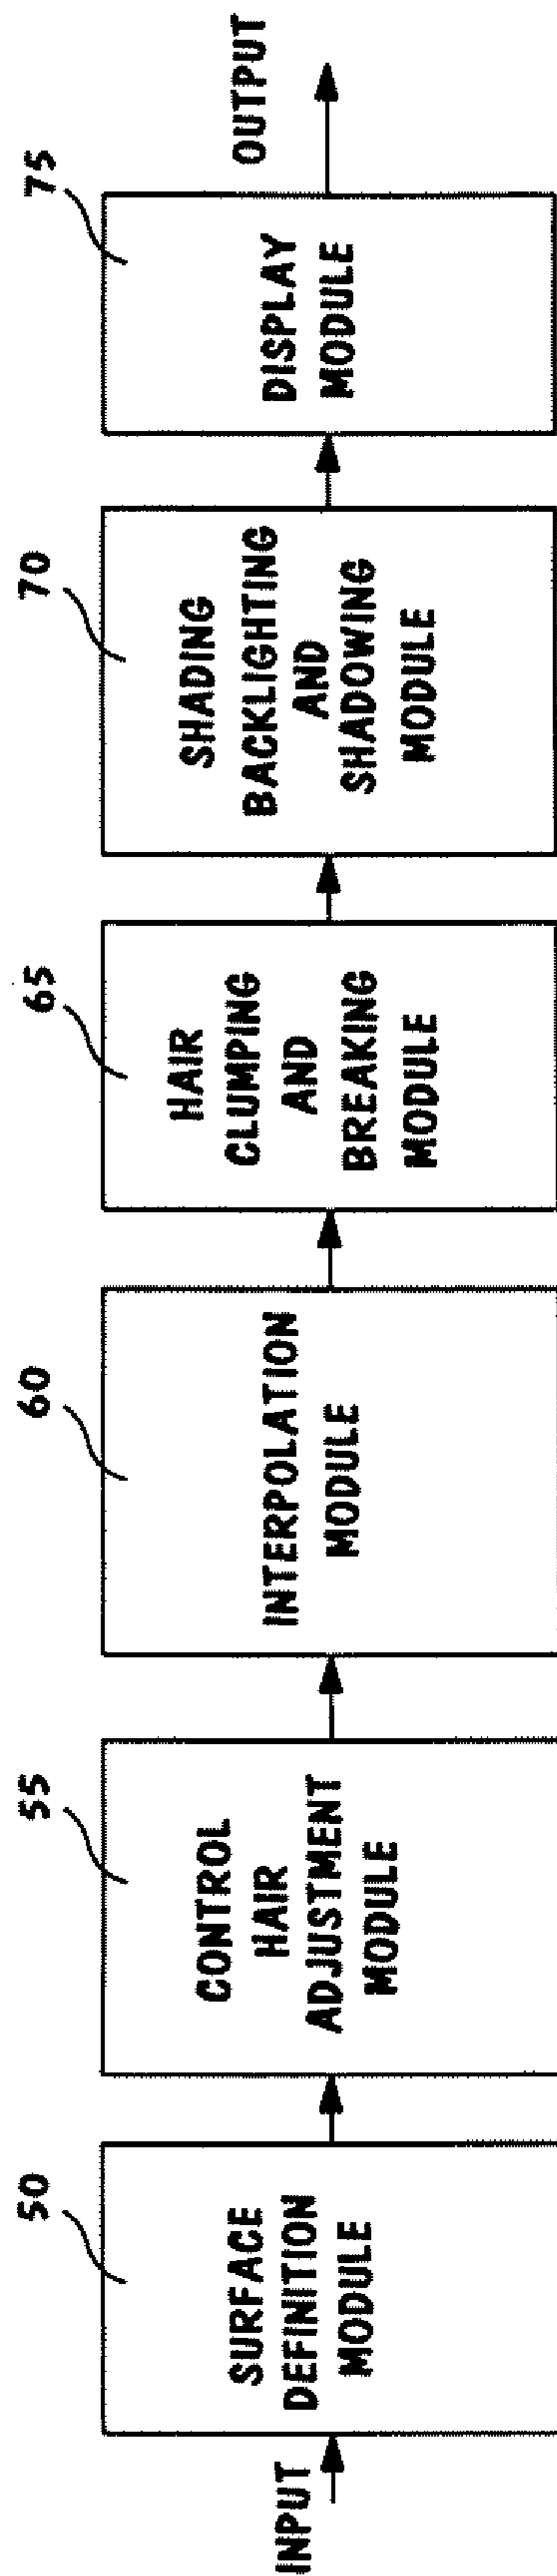 INPUT
50
SURFACE
DEFINITION
MODULE
55
CONTROL
HAIR
ADJUSTMENT
MODULE
60
INTERPOLATION
MODULE
65
HAIR
CLUMPING
AND
BREAKING
MODULE
70
SHADING
BACKLIGHTING
AND
SHADOWING
MODULE
75
DISPLAY
MODULE
OUTPUT